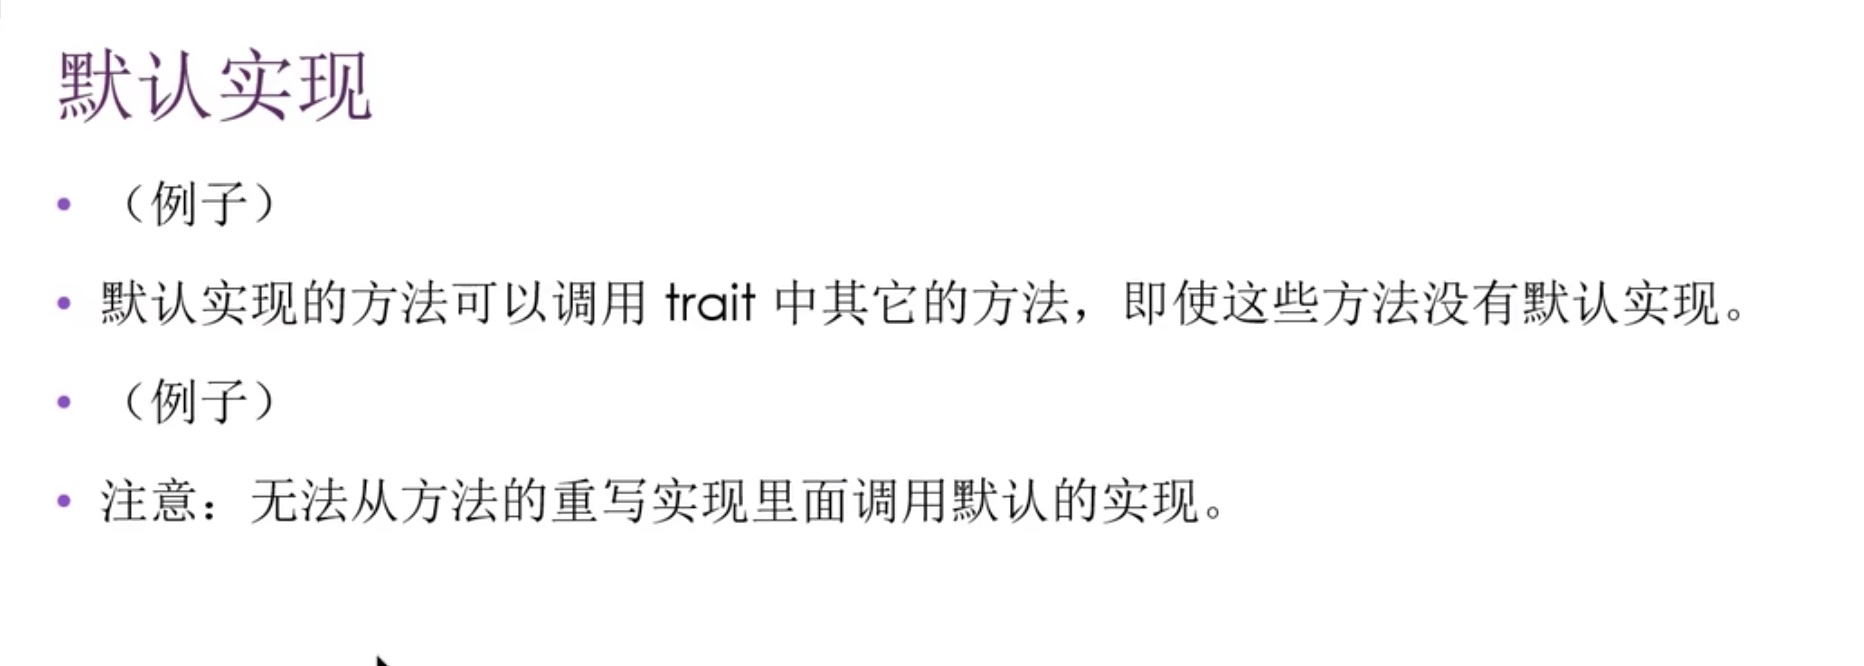 默认实现
• （例子）
• 默认实现的方法可以调用 trait 中其它的方法，即使这些方法没有默认实现。
• （例子）
• 注意：无法从方法的重写实现里面调用默认的实现。